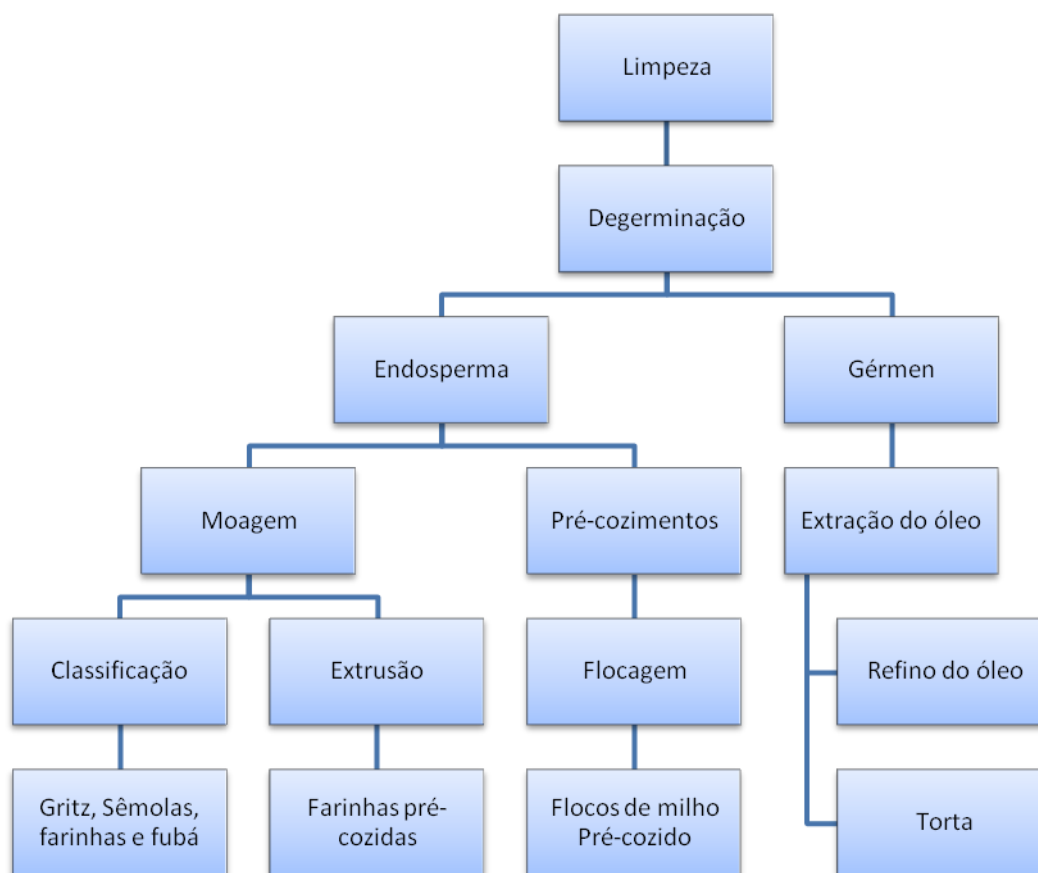 Limpeza
Degerminação
Endosperma
Gérmen
Moagem
Pré-cozimentos
Extração do óleo
Classificação
Extrusão
Flocagem
Refino do óleo
Gritz, Sêmolas,
farinhas e fubá
Farinhas pré-
cozidas
Flocos de milho
Pré-cozido
Torta